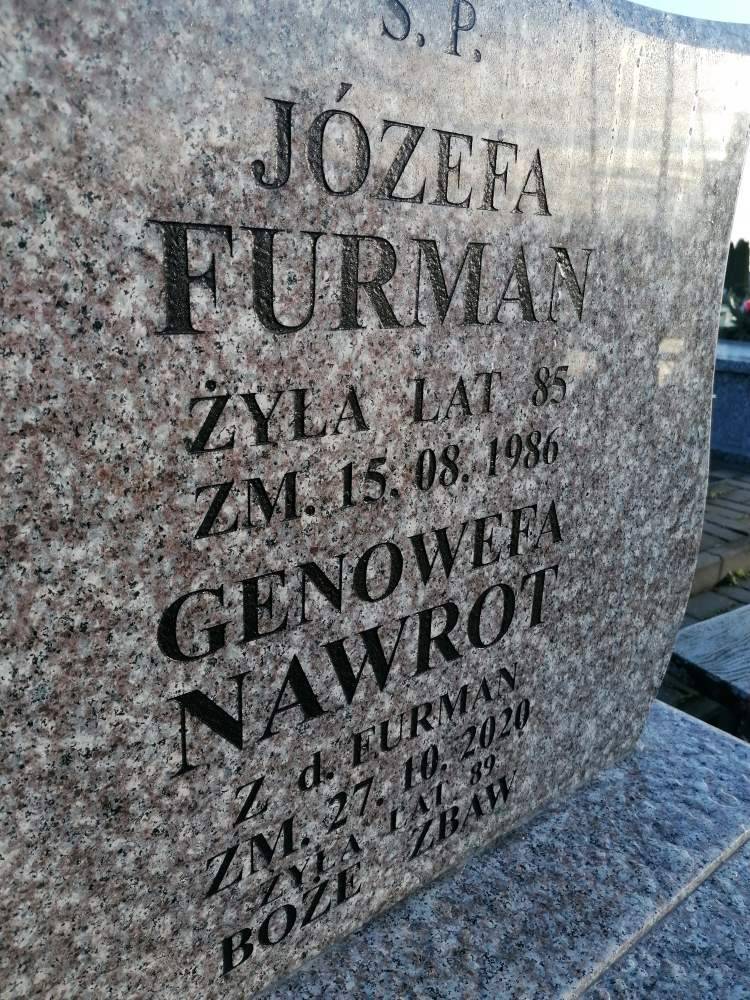 Ś. P.
JÓZEFA
FURMAN
ŻYŁA LAT 85
ZM. 15. 08. 1986
GENOWEFA
NAWROT
Z d. FURMAN
ZM. 27. 10. 2020
ŻYŁA LAT 89
BOŻE ZBAW